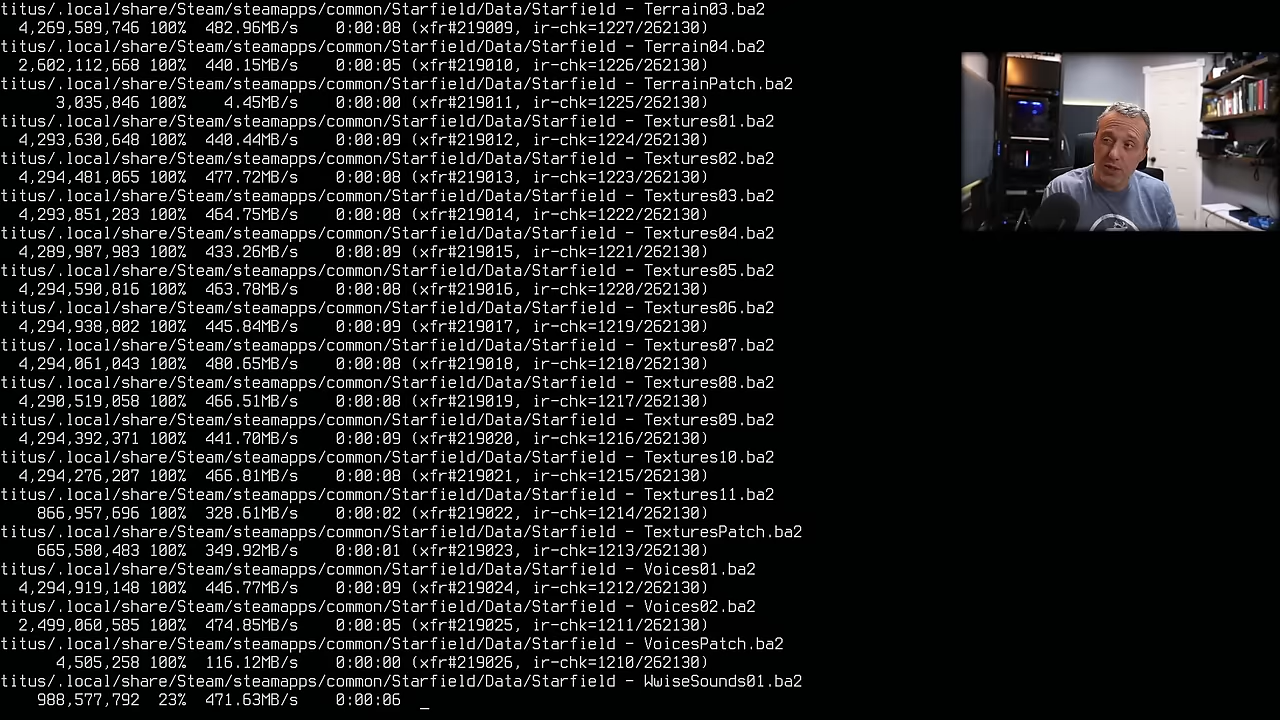 titus/.local/share/Steam/steamapps/common/Starfield/Data/Starfield - Terrain03.ba2
4,269,589,746 100% 482.96MB/s 0:00:08 (xfr#219009, ir-chk=1227/262130)
titus/.local/share/Steam/steamapps/common/Starfield/Data/Starfield - Terrain04.ba2
2,602,112,668 100% 440.15MB/s 0:00:05 (xfr#219010, ir-chk=1226/262130)
titus/.local/share/Steam/steamapps/common/Starfield/Data/Starfield - TerrainPatch.ba2
3,035,846 100% 4.45MB/s 0:00:00 (xfr#219011, ir-chk=1225/262130)
titus/.local/share/Steam/steamapps/common/Starfield/Data/Starfield - Textures01.ba2
4,293,630,648 100% 440.44MB/s 0:00:09 (xfr#219012, ir-chk=1224/262130)
titus/.local/share/Steam/steamapps/common/Starfield/Data/Starfield - Textures02.ba2
4,294,481,065 100% 477.72MB/s 0:00:08 (xfr#219013, ir-chk=1223/262130)
titus/.local/share/Steam/steamapps/common/Starfield/Data/Starfield - Textures03.ba2
4,293,851,283 100% 464.75MB/s 0:00:08 (xfr#219014, ir-chk=1222/262130)
titus/.local/share/Steam/steamapps/common/Starfield/Data/Starfield - Textures04.ba2
4,289,987,983 100% 433.26MB/s 0:00:09 (xfr#219015, ir-chk=1221/262130)
titus/.local/share/Steam/steamapps/common/Starfield/Data/Starfield - Textures05.ba2
4,294,590,816 100% 463.78MB/s 0:00:08 (xfr#219016, ir-chk=1220/262130)
titus/.local/share/Steam/steamapps/common/Starfield/Data/Starfield - Textures06.ba2
4,294,938,802 100% 445.84MB/s 0:00:09 (xfr#219017, ir-chk=1219/262130)
titus/.local/share/Steam/steamapps/common/Starfield/Data/Starfield - Textures07.ba2
4,294,061,043 100% 480.65MB/s 0:00:08 (xfr#219018, ir-chk=1218/262130)
titus/.local/share/Steam/steamapps/common/Starfield/Data/Starfield - Textures08.ba2
4,290,519,058 100% 466.51MB/s 0:00:08 (xfr#219019, ir-chk=1217/262130)
titus/.local/share/Steam/steamapps/common/Starfield/Data/Starfield - Textures09.ba2
4,294,392,371 100% 441.70MB/s 0:00:09 (xfr#219020, ir-chk=1216/262130)
titus/.local/share/Steam/steamapps/common/Starfield/Data/Starfield - Textures10.ba2
4,294,276,207 100% 466.81MB/s 0:00:08 (xfr#219021, ir-chk=1215/262130)
titus/.local/share/Steam/steamapps/common/Starfield/Data/Starfield - Textures11.ba2
866,957,696 100% 328.61MB/s 0:00:02 (xfr#219022, ir-chk=1214/262130)
titus/.local/share/Steam/steamapps/common/Starfield/Data/Starfield - TexturesPatch.ba2
665,580,483 100% 349.92MB/s 0:00:01 (xfr#219023, ir-chk=1213/262130)
titus/.local/share/Steam/steamapps/common/Starfield/Data/Starfield - Voices01.ba2
4,294,919,148 100% 446.77MB/s 0:00:09 (xfr#219024, ir-chk=1212/262130)
titus/.local/share/Steam/steamapps/common/Starfield/Data/Starfield - Voices02.ba2
2,499,060,585 100% 474.85MB/s 0:00:05 (xfr#219025, ir-chk=1211/262130)
titus/.local/share/Steam/steamapps/common/Starfield/Data/Starfield - VoicesPatch.ba2
4,505,258 100% 116.12MB/s 0:00:00 (xfr#219026, ir-chk=1210/262130)
titus/.local/share/Steam/steamapps/common/Starfield/Data/Starfield - WwiseSounds01.ba2
988,577,792 23% 471.63MB/s 0:00:06 _